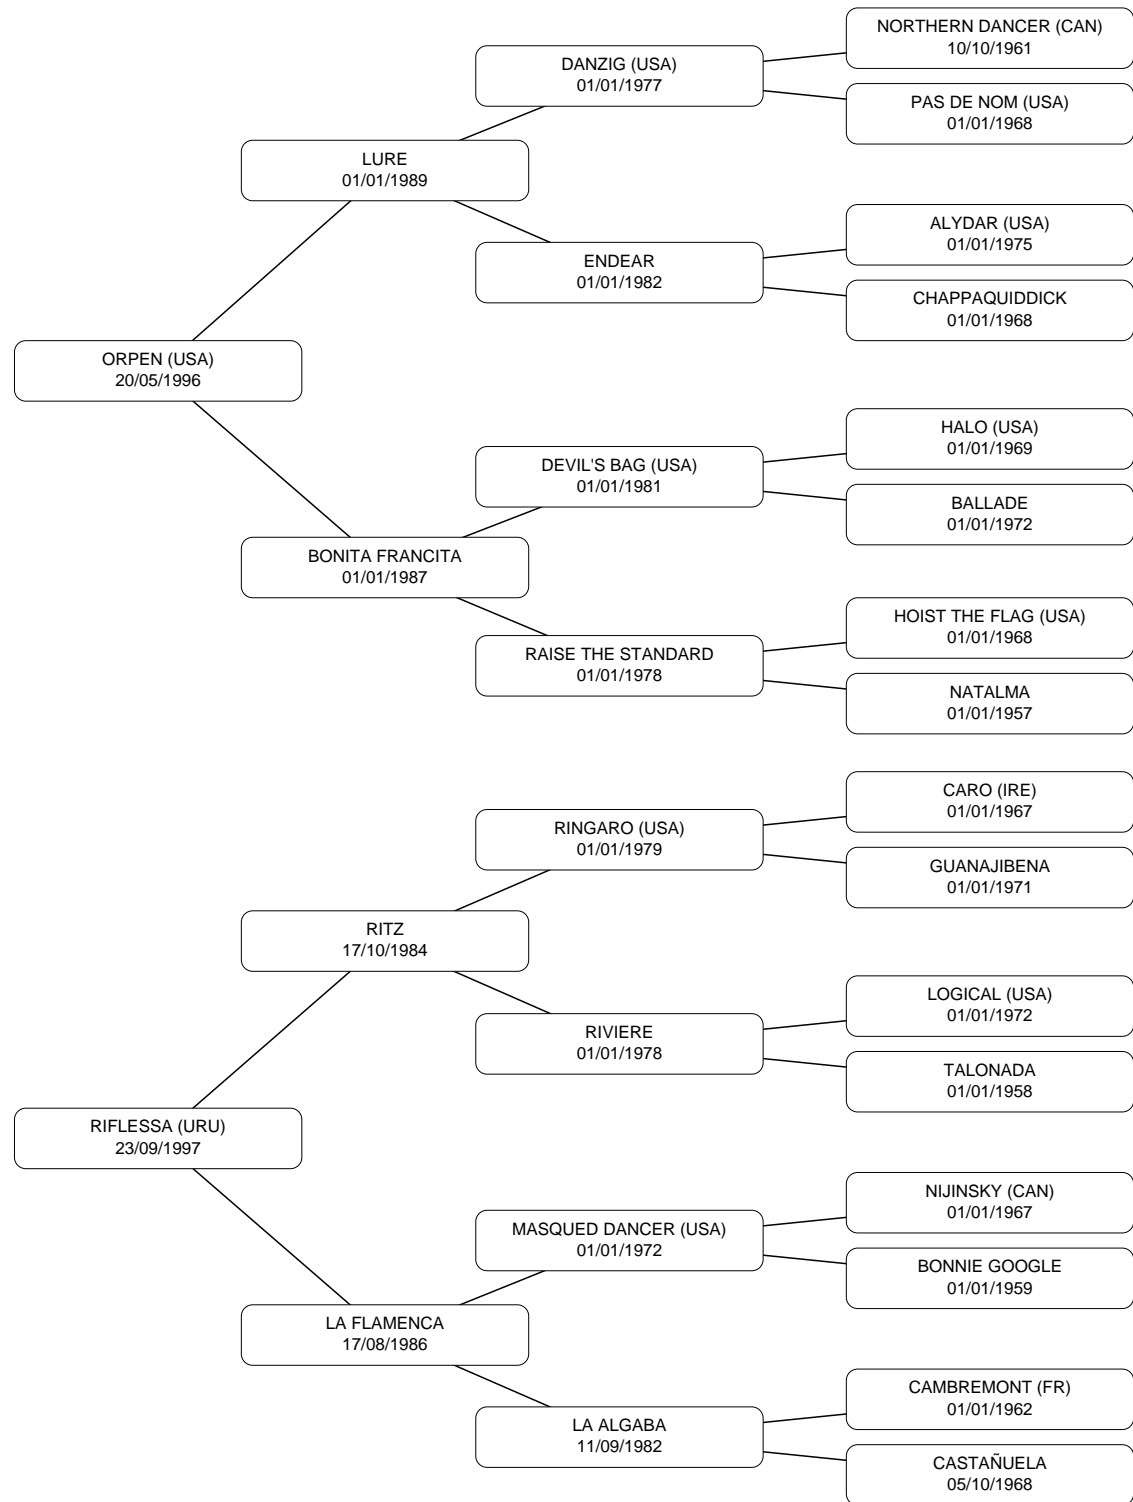 NORTHERN DANCER (CAN)
10/10/1961
DANZIG (USA)
01/01/1977
PAS DE NOM (USA)
01/01/1968
LURE
01/01/1989
ALYDAR (USA)
01/01/1975
ENDEAR
01/01/1982
CHAPPAQUIDDICK
01/01/1968
ORPEN (USA)
20/05/1996
HALO (USA)
01/01/1969
DEVIL'S BAG (USA)
01/01/1981
BALLADE
01/01/1972
BONITA FRANCITA
01/01/1987
HOIST THE FLAG (USA)
01/01/1968
RAISE THE STANDARD
01/01/1978
NATALMA
01/01/1957
CARO (IRE)
01/01/1967
RINGARO (USA)
01/01/1979
GUANAJIBENA
01/01/1971
RITZ
17/10/1984
LOGICAL (USA)
01/01/1972
RIVIERE
01/01/1978
TALONADA
01/01/1958
RIFLESSA (URU)
23/09/1997
NIJINSKY (CAN)
01/01/1967
MASQUED DANCER (USA)
01/01/1972
BONNIE GOOGLE
01/01/1959
LA FLAMENCA
17/08/1986
CAMBREMONT (FR)
01/01/1962
LA ALGABA
11/09/1982
CASTAÑUELA
05/10/1968